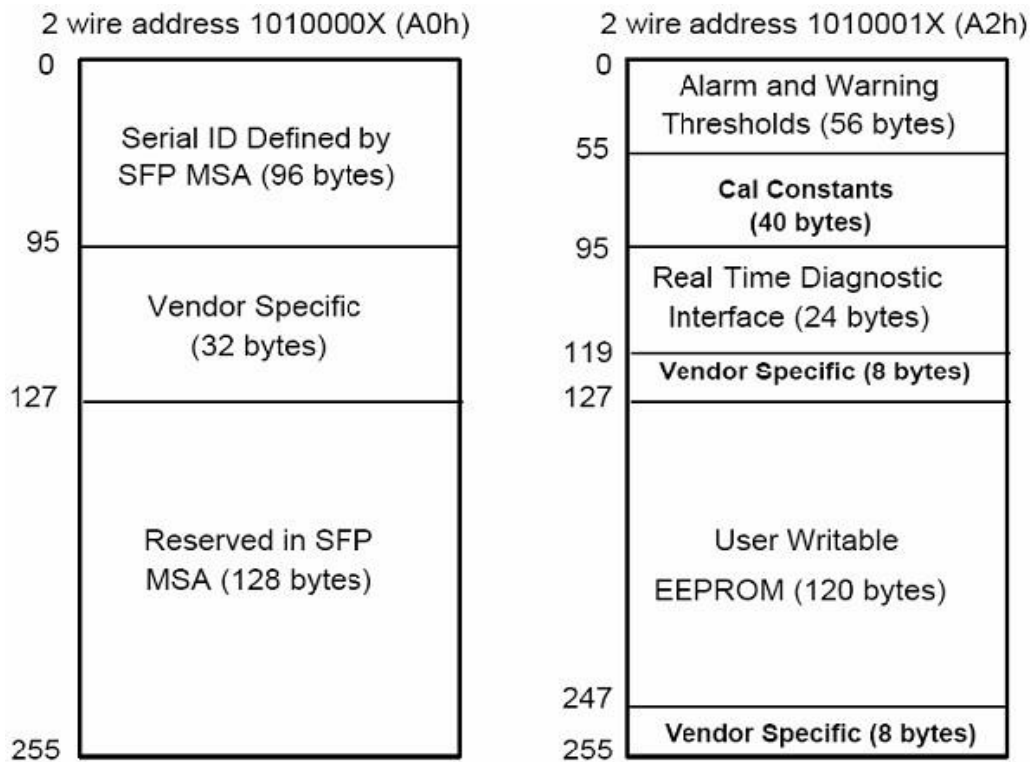 2 wire address 1010000X (A0h)
0
Serial ID Defined by
SFP MSA (96 bytes)
95
Vendor Specific
(32 bytes)
127
Reserved in SFP
MSA (128 bytes)
255
2 wire address 1010001X (A2h)
0
Alarm and Warning
Thresholds (56 bytes)
55
Cal Constants
(40 bytes)
95
Real Time Diagnostic
Interface (24 bytes)
119
Vendor Specific (8 bytes)
127
User Writable
EEPROM (120 bytes)
247
Vendor Specific (8 bytes)
255